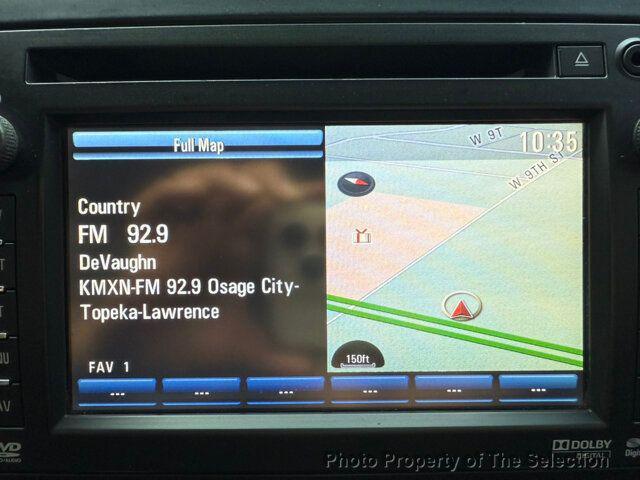 Full Map
W 9T
10:35
W 9TH ST
Country
FM 92.9
DeVaughn
KMXN-FM 92.9 Osage City-
Topeka-Lawrence
150ft
FAV 1
--- --- --- --- --- ---
DOLBY
DIGITAL
Photo Property of The Selection